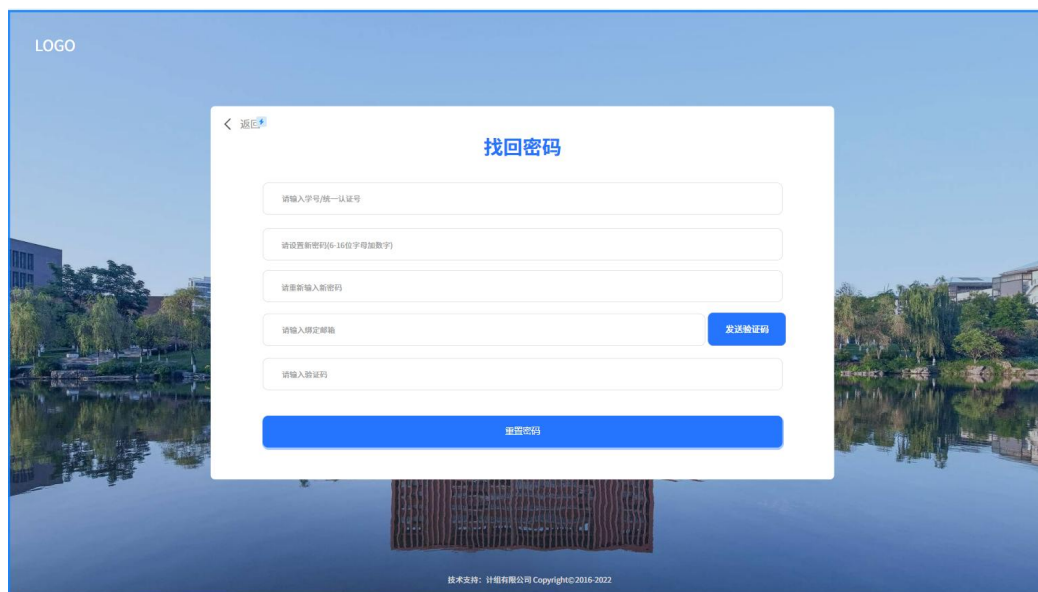 LOGO
返回
找回密码
请输入学号/统一认证号
请设置新密码(6-16位字母加数字)
请重新输入新密码
请输入绑定邮箱
发送验证码
请输入验证码
重置密码
技术支持：计组有限公司 Copyright©2016-2022